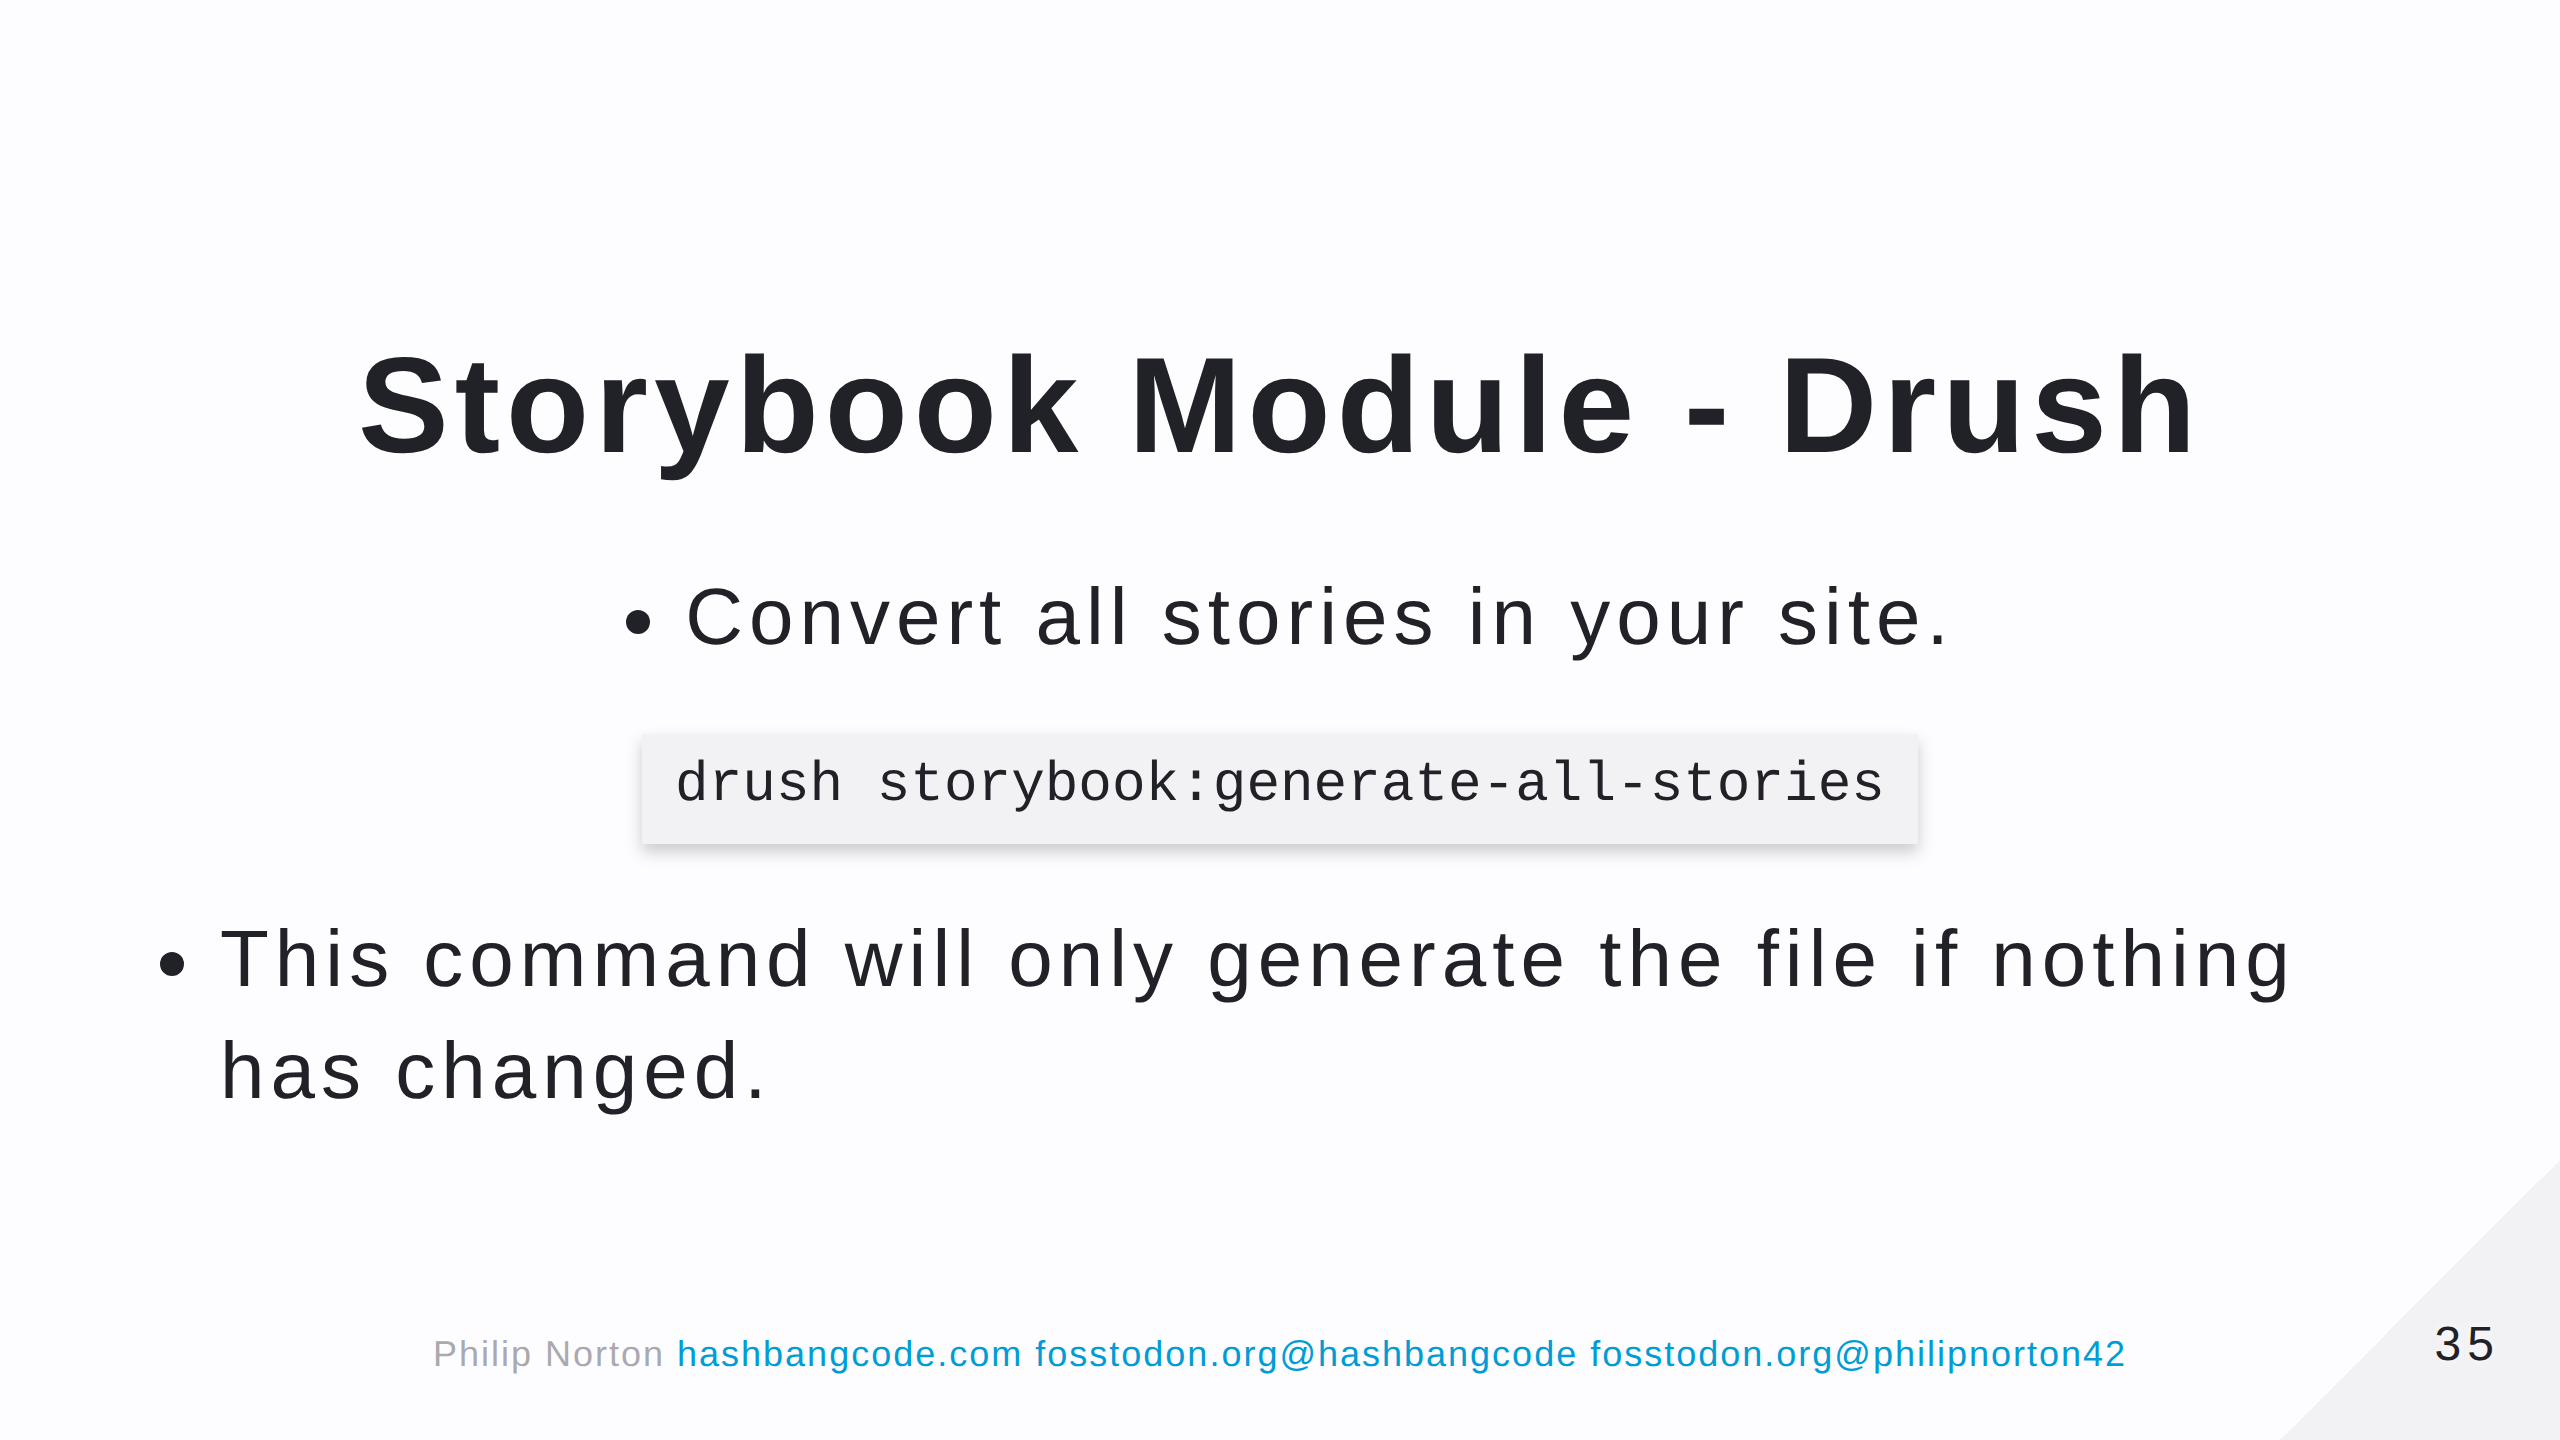 Storybook Module - Drush
• Convert all stories in your site.
drush storybook:generate-all-stories
• This command will only generate the file if nothing
has changed.
Philip Norton hashbangcode.com fosstodon.org@hashbangcode fosstodon.org@philipnorton42
35